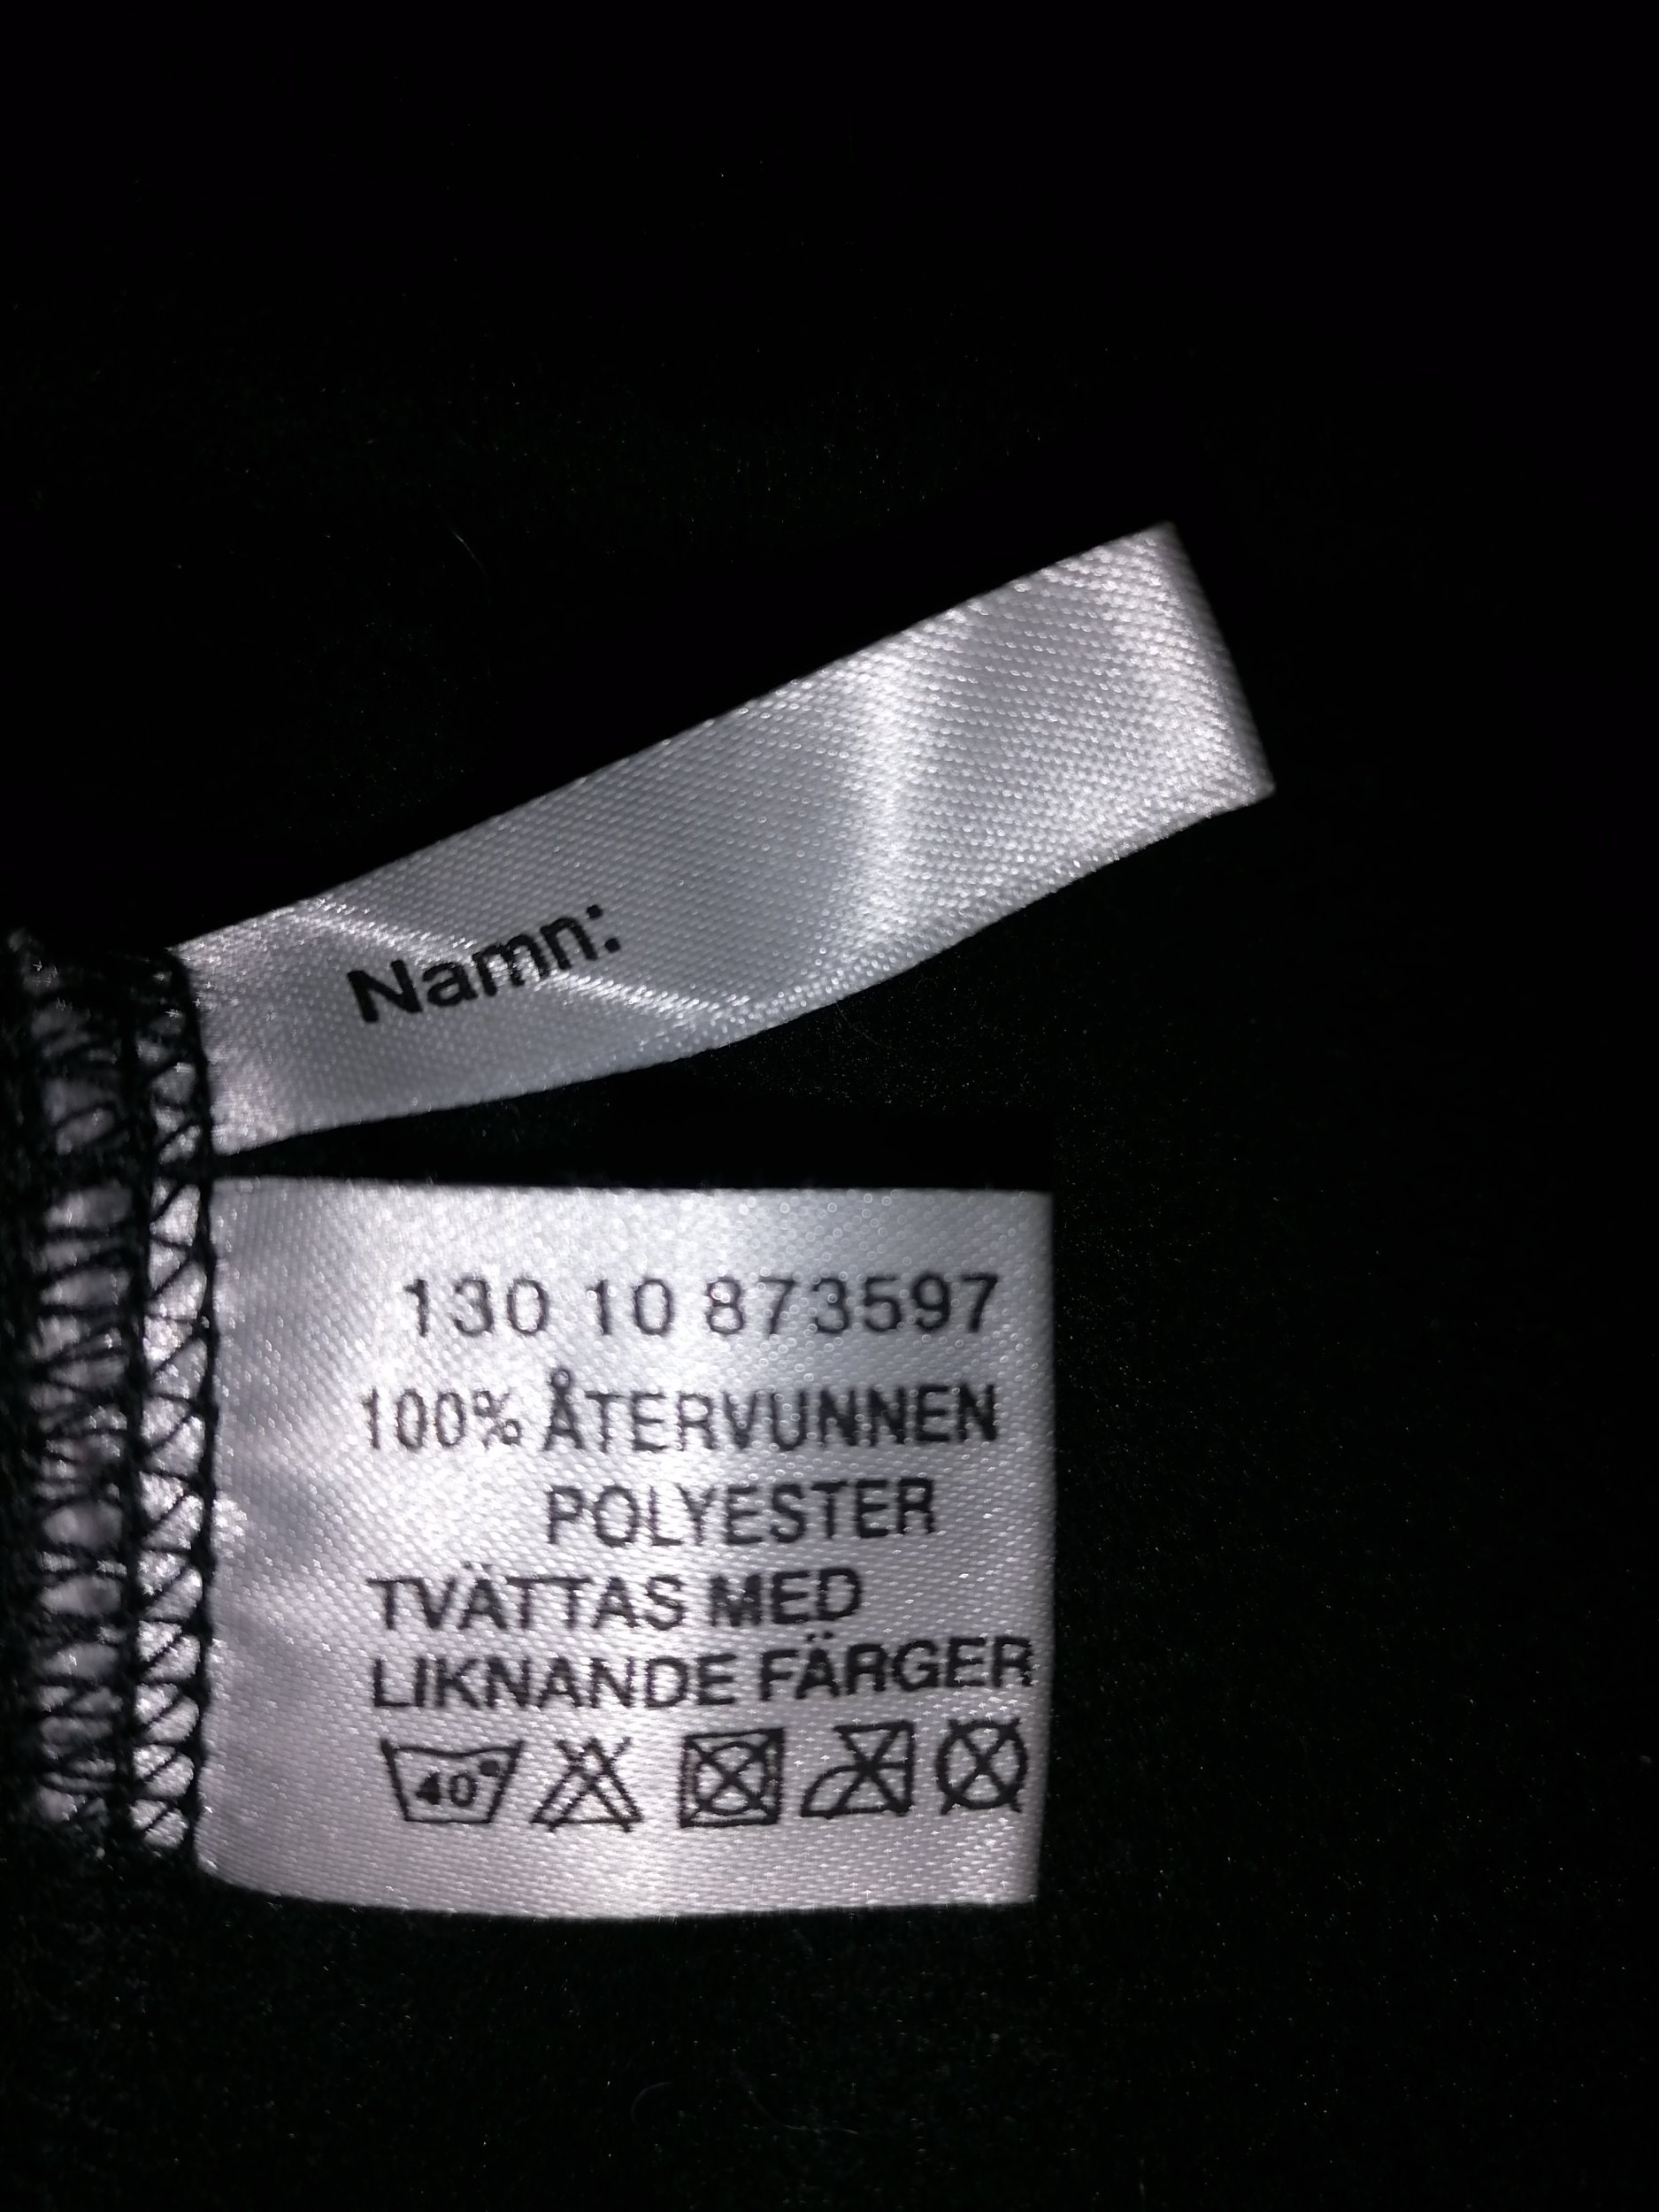 Namn:
130 10 873597
100% ÅTERVUNNEN
POLYESTER
TVÄTTAS MED
LIKNANDE FÄRGER
40°